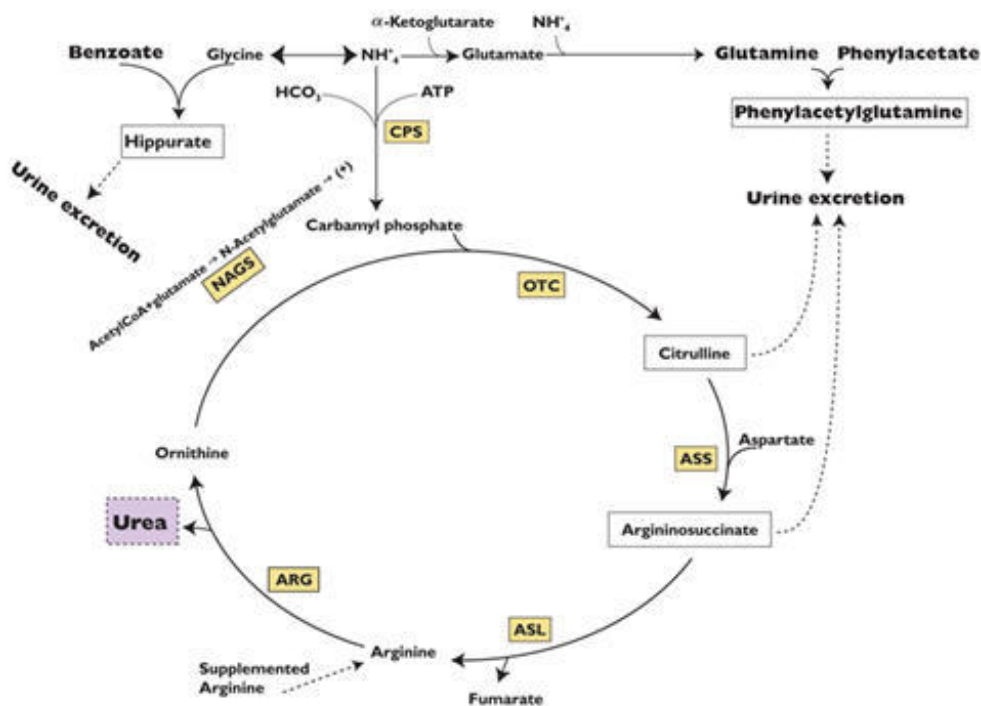 α-Ketoglutarate
NH⁺₄
Benzoate
Glycine
NH⁺₄
Glutamate
Glutamine
Phenylacetate
HCO₃
ATP
CPS
Phenylacetylglutamine
Hippurate
Urine excretion
Urine excretion
AcetylCoA+glutamate → N-Acetylglutamate → (+)
NAGS
Carbamyl phosphate
OTC
Citrulline
Ornithine
ASS
Aspartate
Urea
Argininosuccinate
ARG
ASL
Arginine
Supplemented
Arginine
Fumarate